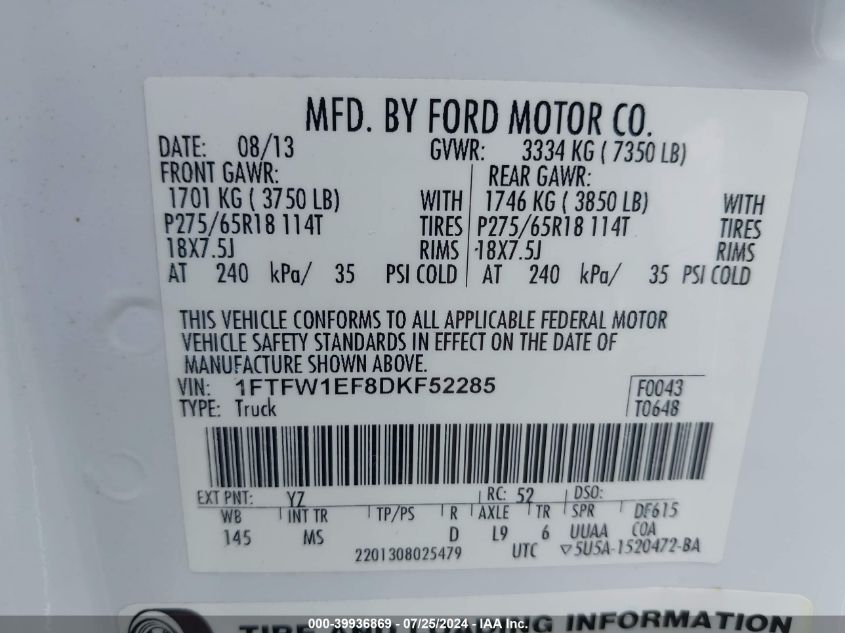 MFD. BY FORD MOTOR CO.
DATE: 08/13 GVWR: 3334 KG ( 7350 LB)
FRONT GAWR: REAR GAWR:
1701 KG ( 3750 LB) WITH 1746 KG ( 3850 LB) WITH
P275/65R18 114T TIRES P275/65R18 114T TIRES
18X7.5J RIMS 18X7.5J RIMS
AT 240 kPa/ 35 PSI COLD AT 240 kPa/ 35 PSI COLD
THIS VEHICLE CONFORMS TO ALL APPLICABLE FEDERAL MOTOR
VEHICLE SAFETY STANDARDS IN EFFECT ON THE DATE OF
MANUFACTURE SHOWN ABOVE.
VIN: 1FTFW1EF8DKF52285 F0043
TYPE: Truck T0648
EXT PNT: YZ RC: 52 DSO:
WB INT TR TP/PS R AXLE TR SPR DF615
145 MS D L9 6 UUAA COA
2201308025479 UTC ▽5U5A-1520472-BA
TIRE AND LOADING INFORMATION
000-39936869 / 07/25/2024 - IAA Inc.